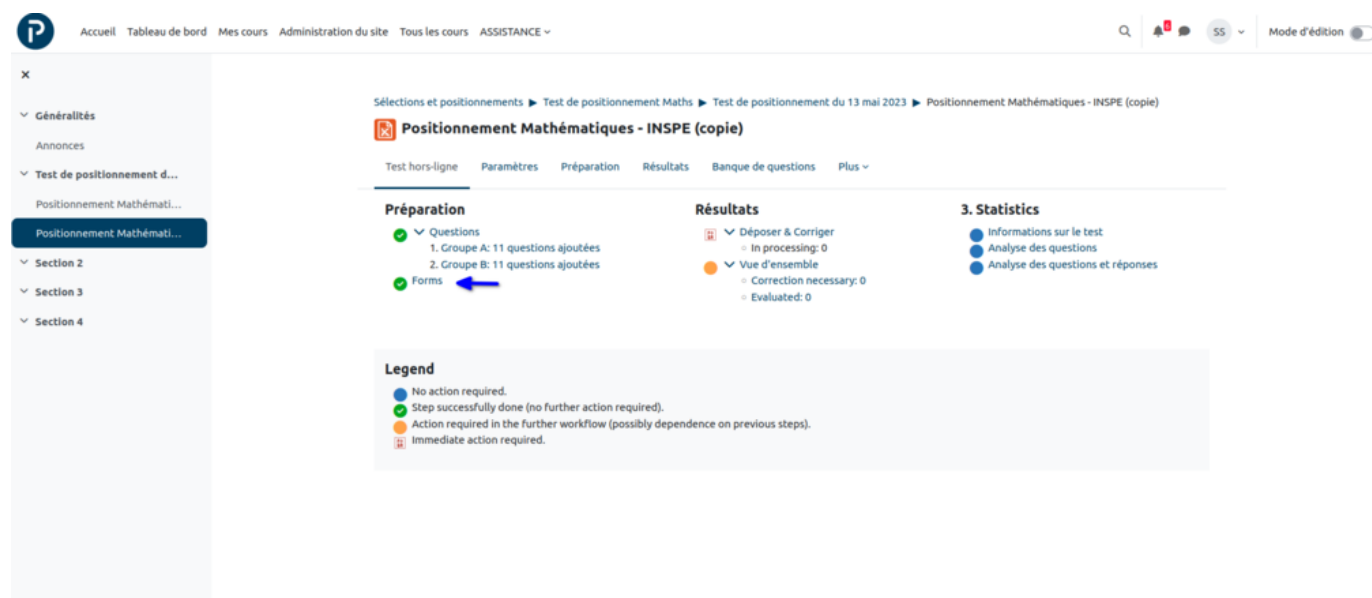 P Accueil Tableau de bord Mes cours Administration du site Tous les cours ASSISTANCE SS Mode d'édition
Généralités
Annonces
Test de positionnement d...
Positionnement Mathémati...
Positionnement Mathémati...
Section 2
Section 3
Section 4
Sélections et positionnements ▶ Test de positionnement Maths ▶ Test de positionnement du 13 mai 2023 ▶ Positionnement Mathématiques - INSPE (copie)
Positionnement Mathématiques - INSPE (copie)
Test hors-ligne Paramètres Préparation Résultats Banque de questions Plus
Préparation
Questions
1. Groupe A: 11 questions ajoutées
2. Groupe B: 11 questions ajoutées
Forms
Résultats
Déposer & Corriger
In processing: 0
Vue d'ensemble
Correction necessary: 0
Evaluated: 0
3. Statistics
Informations sur le test
Analyse des questions
Analyse des questions et réponses
Legend
No action required.
Step successfully done (no further action required).
Action required in the further workflow (possibly dependence on previous steps).
Immediate action required.